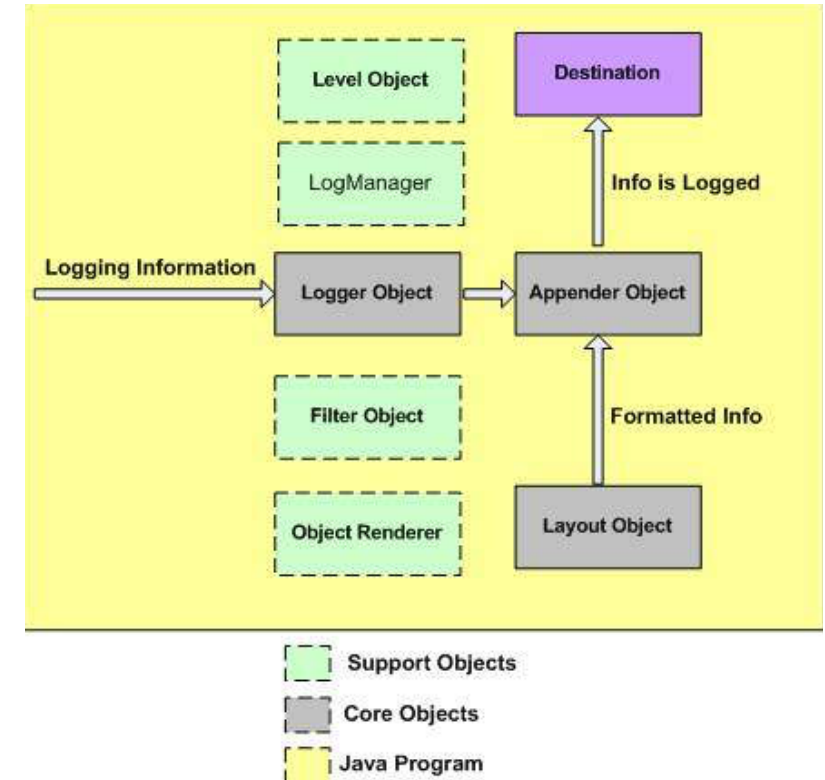 Level Object
Destination
LogManager
Info is Logged
Logging Information
Logger Object
Appender Object
Filter Object
Formatted Info
Object Renderer
Layout Object
Support Objects
Core Objects
Java Program